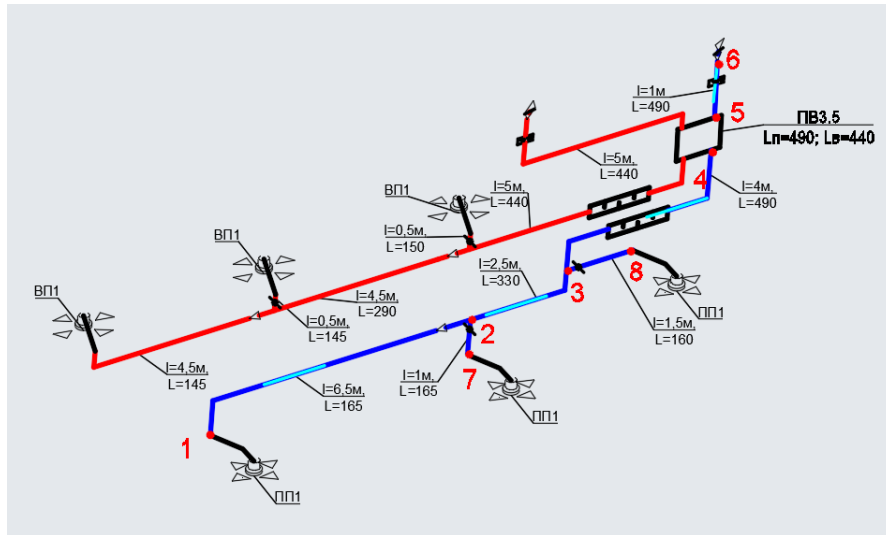 6
l=1м
L=490
5
ПВ3.5
Lп=490; Lв=440
l=5м,
L=440
4
l=4м,
L=490
ВП1
l=5м,
L=440
l=0,5м,
L=150
ВП1
l=2,5м,
L=330
3
8
ПП1
ВП1
l=4,5м,
L=290
l=0,5м,
L=145
l=1,5м,
L=160
2
l=4,5м,
L=145
l=1м,
L=165
7
l=6,5м,
L=165
ПП1
1
ПП1